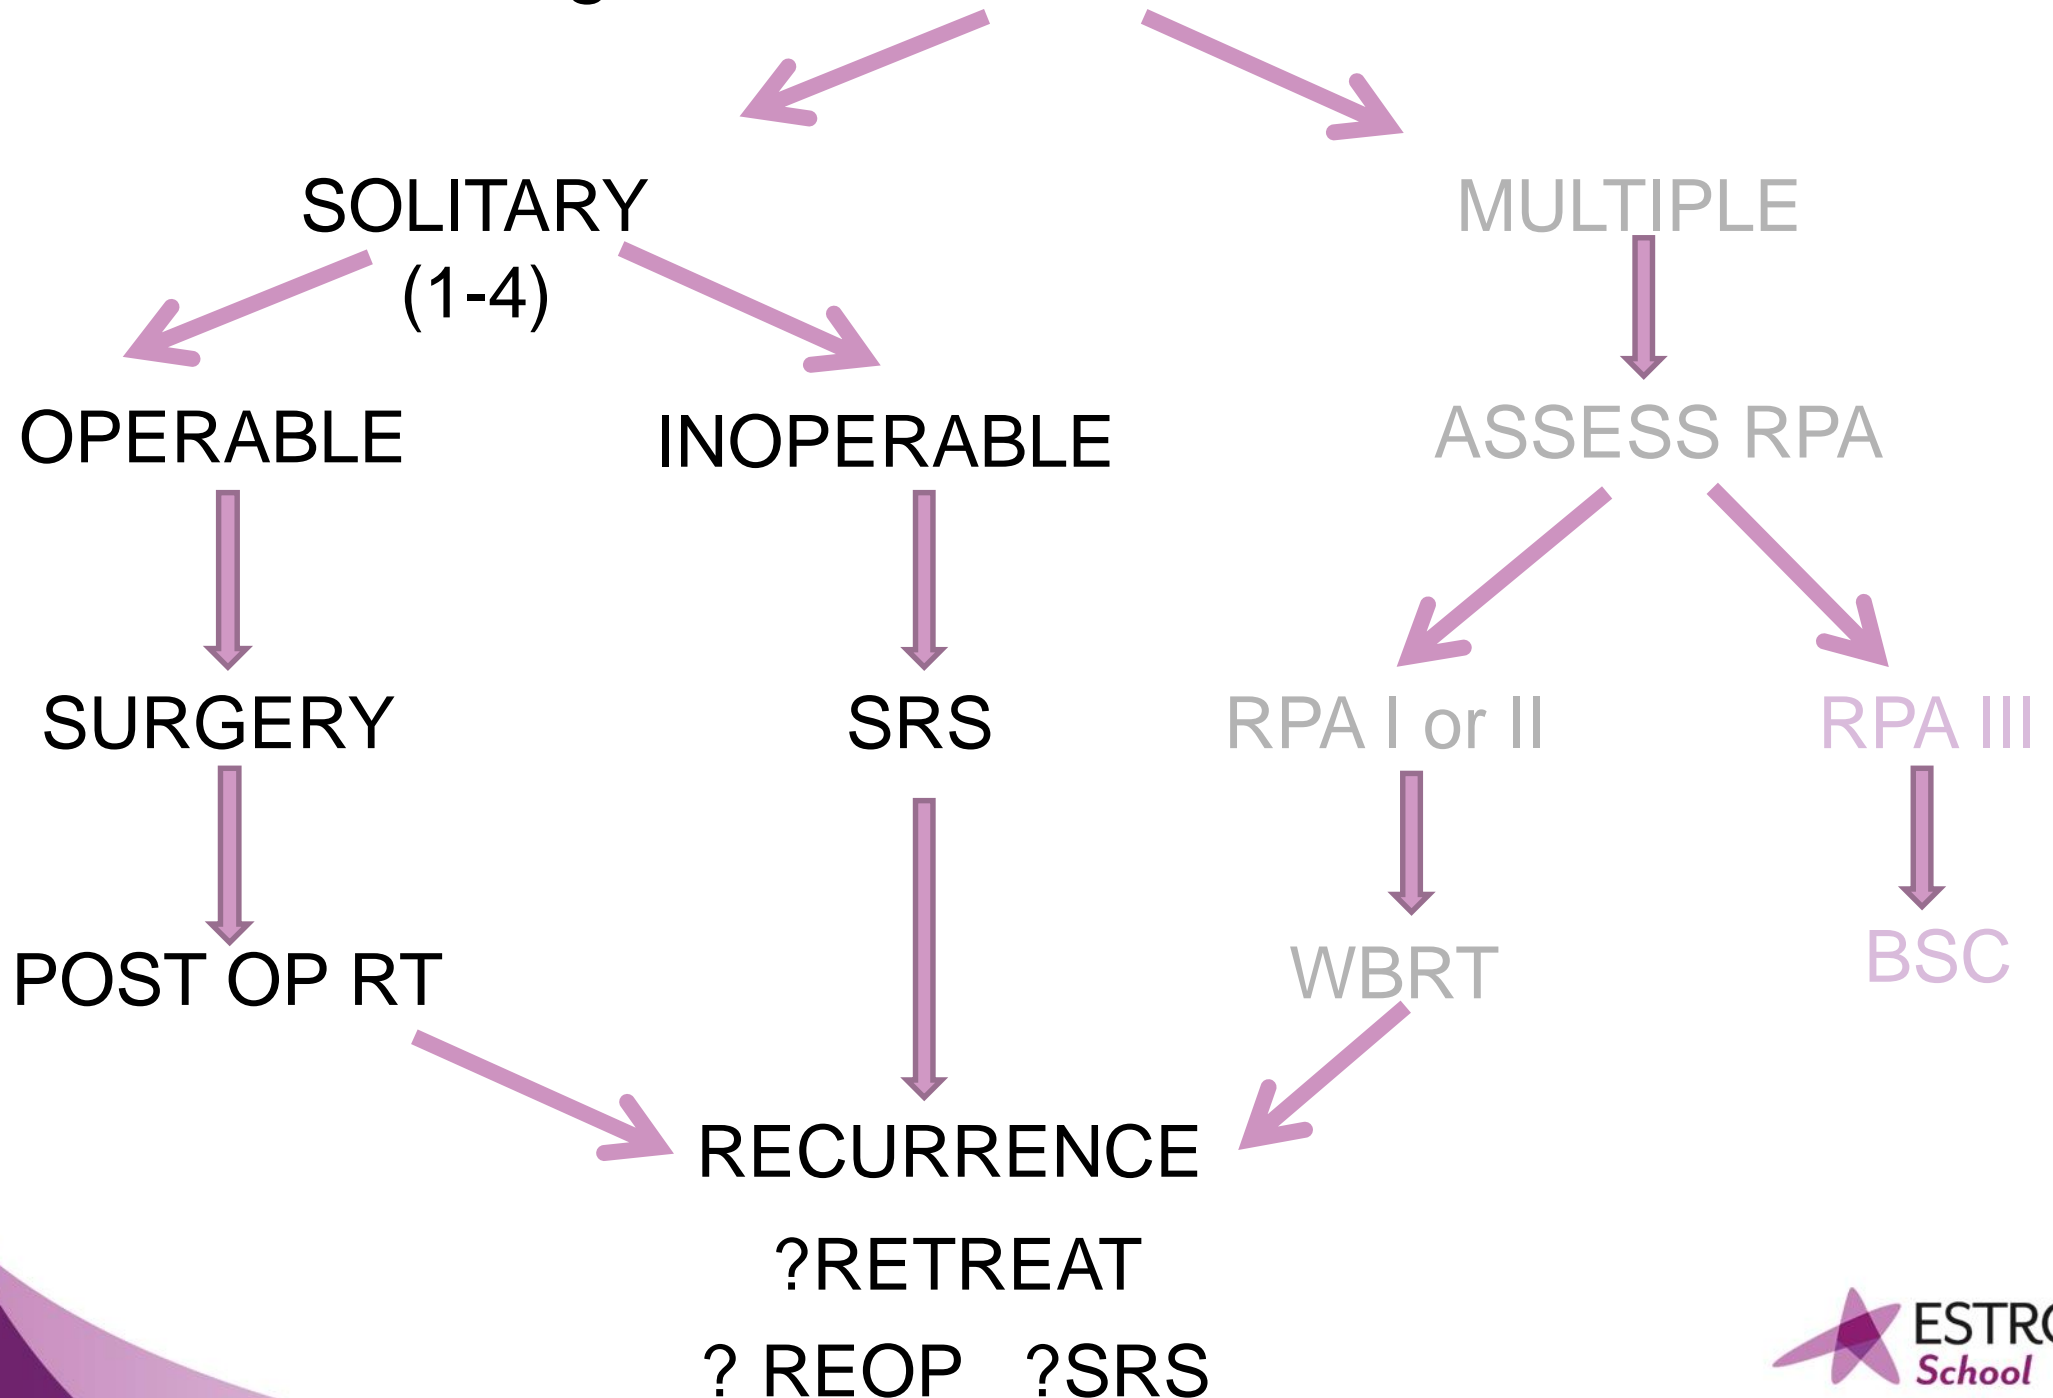 SOLITARY
(1-4)
MULTIPLE
OPERABLE
INOPERABLE
ASSESS RPA
SURGERY
SRS
RPA I or II
RPA III
POST OP RT
WBRT
BSC
RECURRENCE
?RETREAT
? REOP ?SRS
School